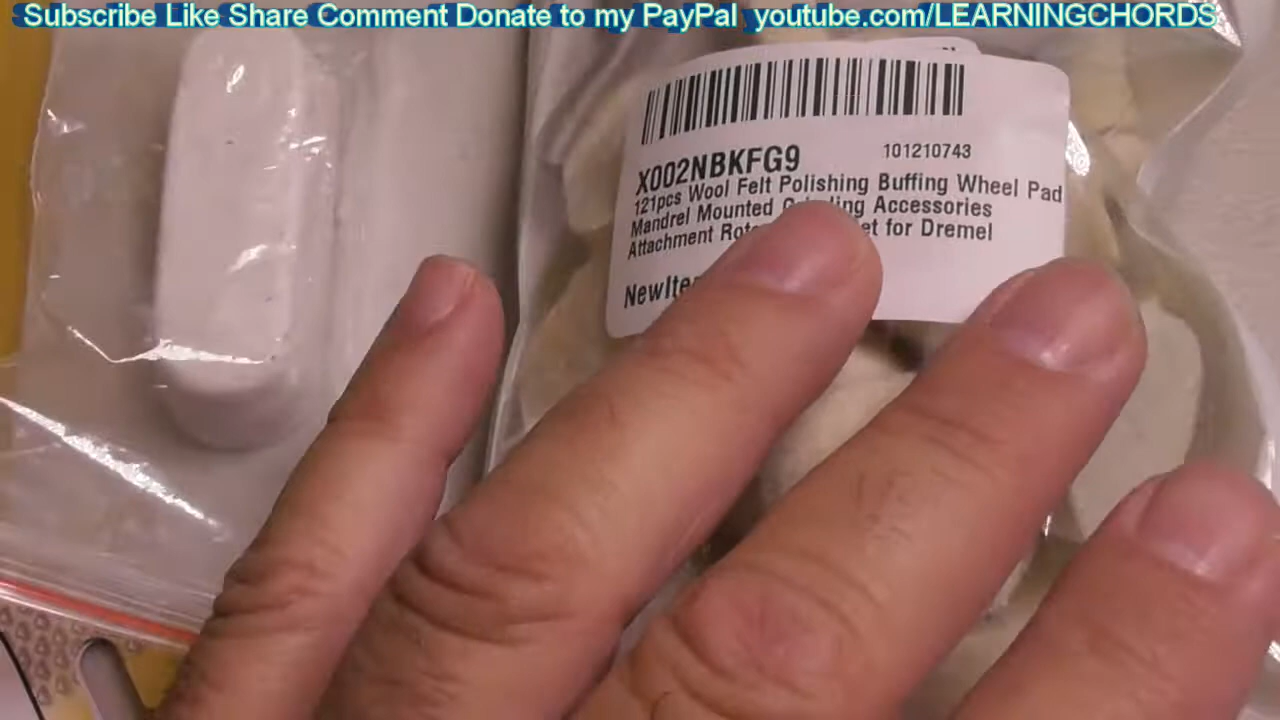 Subscribe Like Share Comment Donate to my PayPal youtube.com/LEARNINGCHORDS
X002NBKFG9
101210743
121pcs Wool Felt Polishing Buffing Wheel Pad
Mandrel Mounted Accessories
Attachment for Dremel